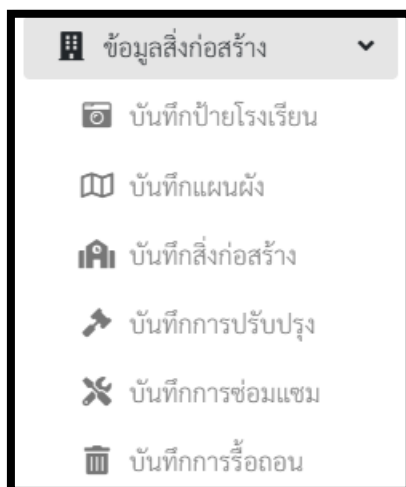 ข้อมูลสิ่งก่อสร้าง
บันทึกป้ายโรงเรียน
บันทึกแผนผัง
บันทึกสิ่งก่อสร้าง
บันทึกการปรับปรุง
บันทึกการซ่อมแซม
บันทึกการรื้อถอน